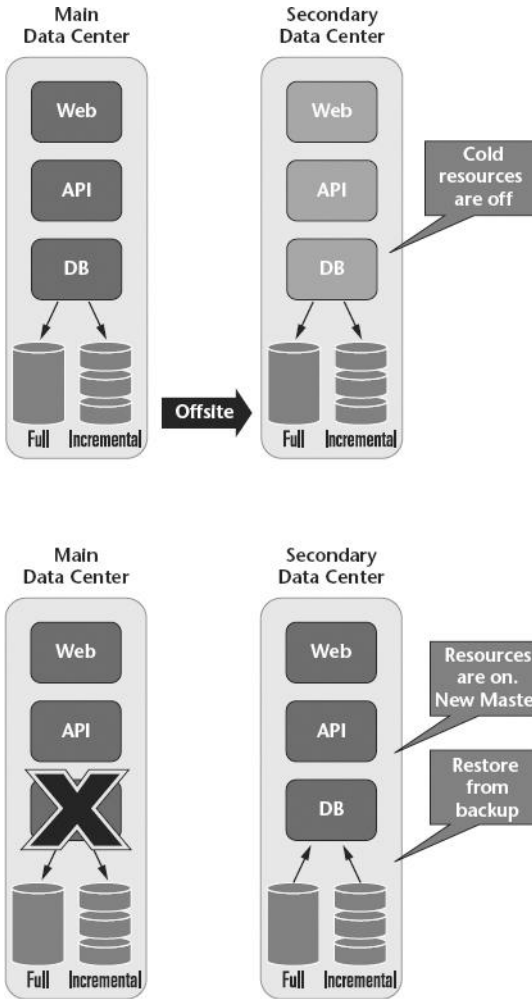 Main
Data Center
Secondary
Data Center
Web
Web
API
API
DB
DB
Cold
resources
are off
Offsite
Full
Incremental
Full
Incremental
Main
Data Center
Secondary
Data Center
Web
Web
API
API
DB
Resources
are on.
New Maste
Restore
from
backup
Full
Incremental
Full
Incremental